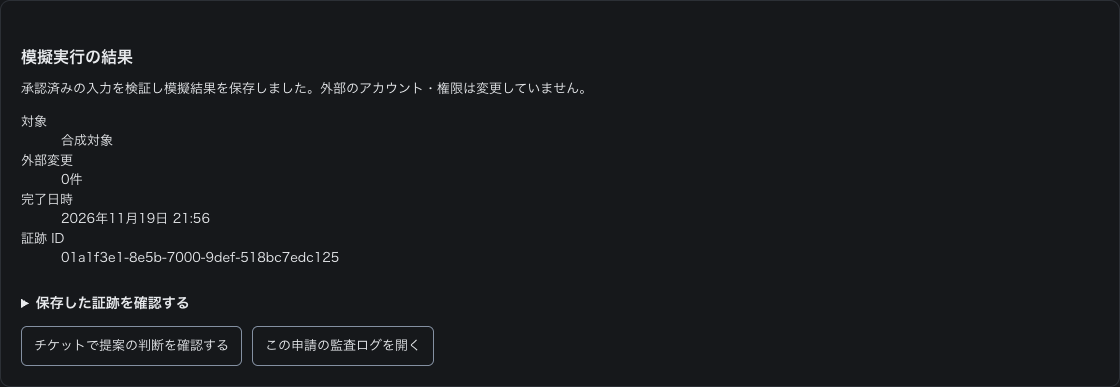 模擬実行の結果
承認済みの入力を検証し模擬結果を保存しました。外部のアカウント・権限は変更していません。
対象
合成対象
外部変更
0件
完了日時
2026年11月19日 21:56
証跡 ID
01a1f3e1-8e5b-7000-9def-518bc7edc125
▶ 保存した証跡を確認する
チケットで提案の判断を確認する
この申請の監査ログを開く